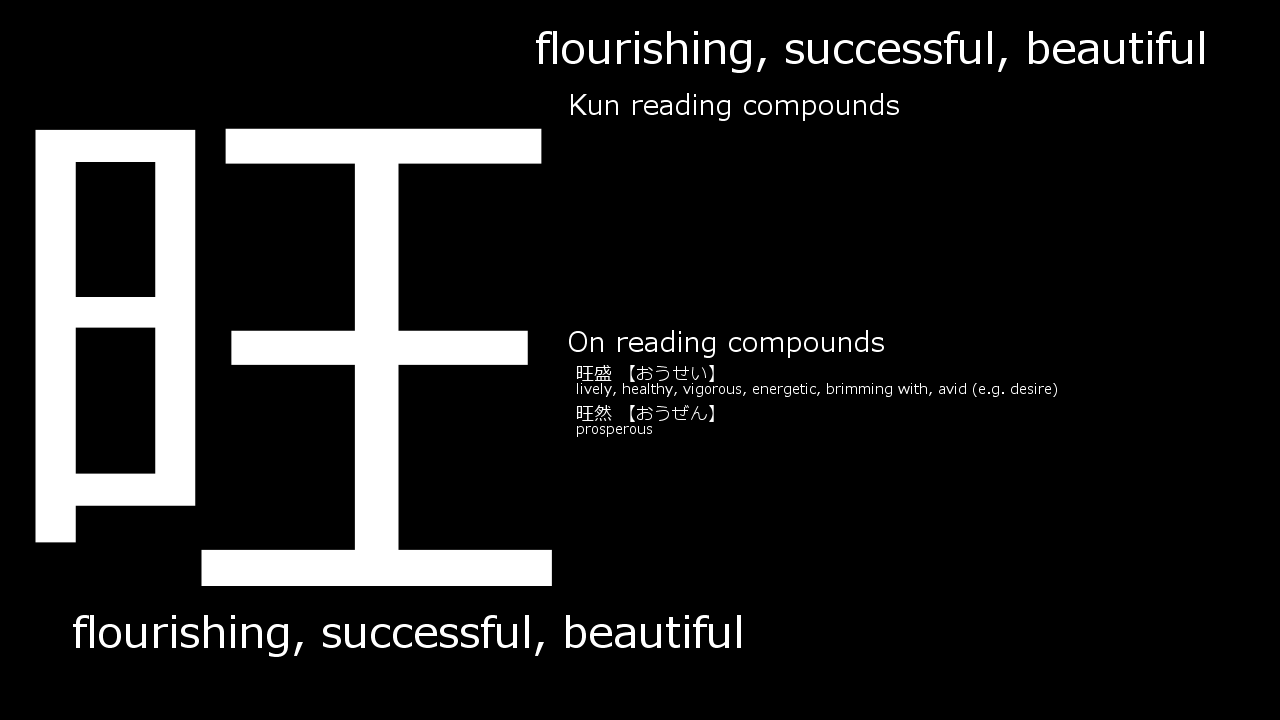 flourishing, successful, beautiful
Kun reading compounds
旺
On reading compounds
旺盛 【おうせい】
lively, healthy, vigorous, energetic, brimming with, avid (e.g. desire)
旺然 【おうぜん】
prosperous
flourishing, successful, beautiful